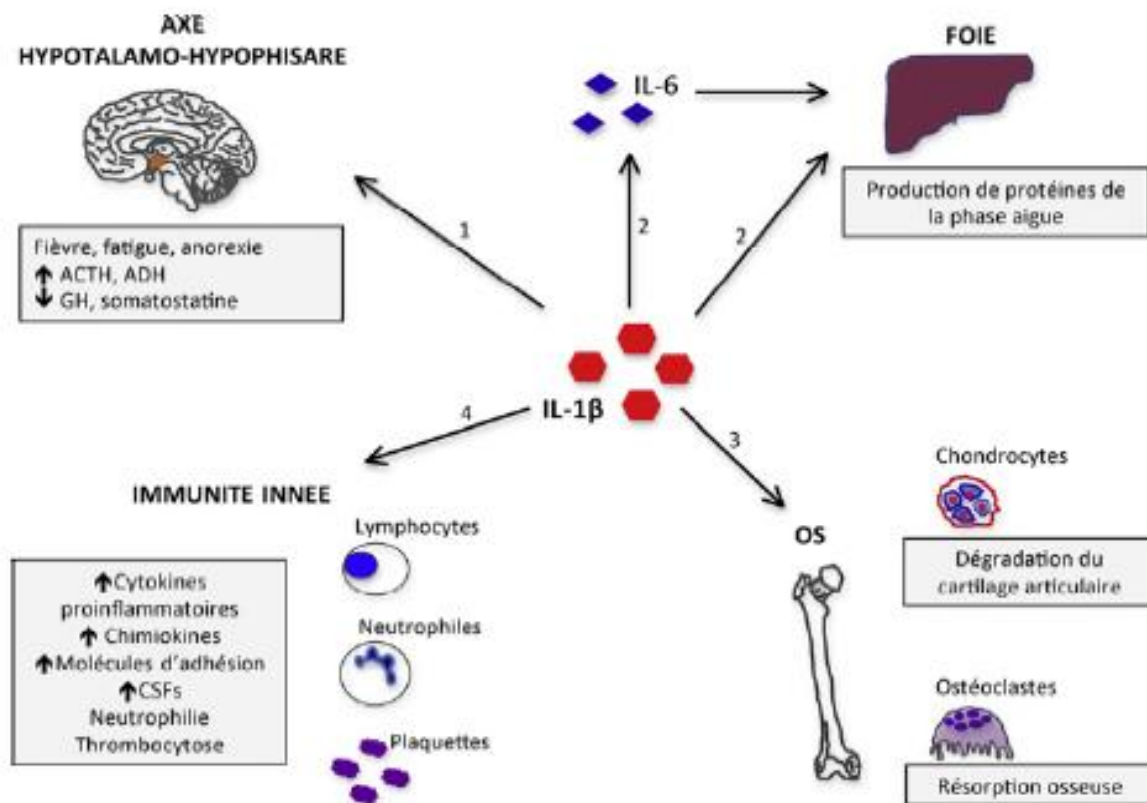 AXE
HYPOTALAMO-HYPOPHISARE
Fièvre, fatigue, anorexie
↑ ACTH, ADH
↓ GH, somatostatine
IL-6
FOIE
Production de protéines de
la phase aigue
1
2
2
IL-1β
4
3
IMMUNITE INNEE
↑Cytokines
proinflammatoires
↑ Chimiokines
↑Molécules d'adhésion
↑CSFs
Neutrophilie
Thrombocytose
Lymphocytes
Neutrophiles
Plaquettes
OS
Chondrocytes
Dégradation du
cartilage articulaire
Ostéoclastes
Résorption osseuse